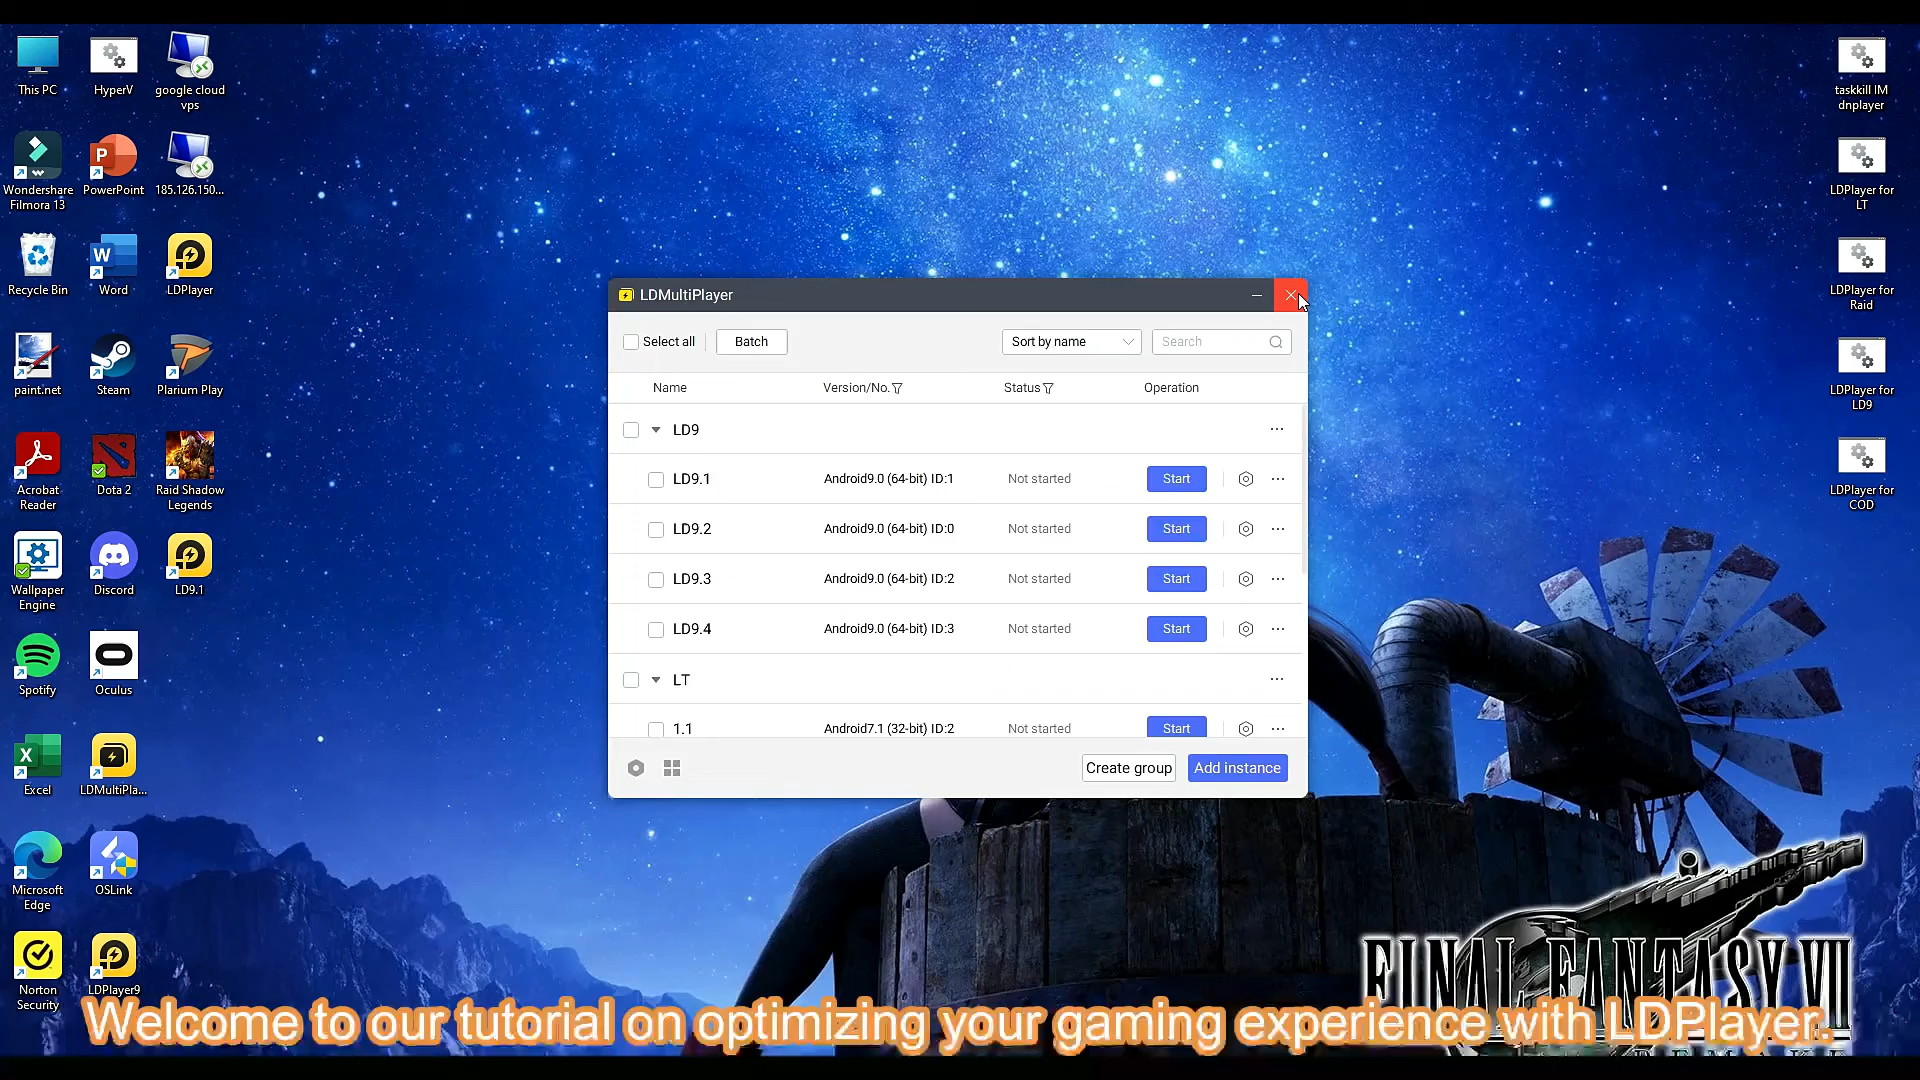 This PC
HyperV
google cloud
vps
Wondershare
Filmora 13
PowerPoint
185.126.150...
Recycle Bin
Word
LDPlayer
paint.net
Steam
Plarium Play
Acrobat
Reader
Dota 2
Raid Shadow
Legends
Wallpaper
Engine
Discord
LD9.1
Spotify
Oculus
Excel
LDMultiPla...
Microsoft
Edge
OSLink
Norton
Security
LDPlayer9
LDMultiPlayer
Select all
Batch
Sort by name
Search
Name Version/No. Status Operation
LD9
LD9.1 Android9.0 (64-bit) ID:1 Not started Start
LD9.2 Android9.0 (64-bit) ID:0 Not started Start
LD9.3 Android9.0 (64-bit) ID:2 Not started Start
LD9.4 Android9.0 (64-bit) ID:3 Not started Start
LT
1.1 Android7.1 (32-bit) ID:2 Not started Start
Create group
Add instance
taskkill IM
dnplayer
LDPlayer for
LT
LDPlayer for
Raid
LDPlayer for
LD9
LDPlayer for
COD
FINAL FANTASY VII
Welcome to our tutorial on optimizing your gaming experience with LDPlayer.